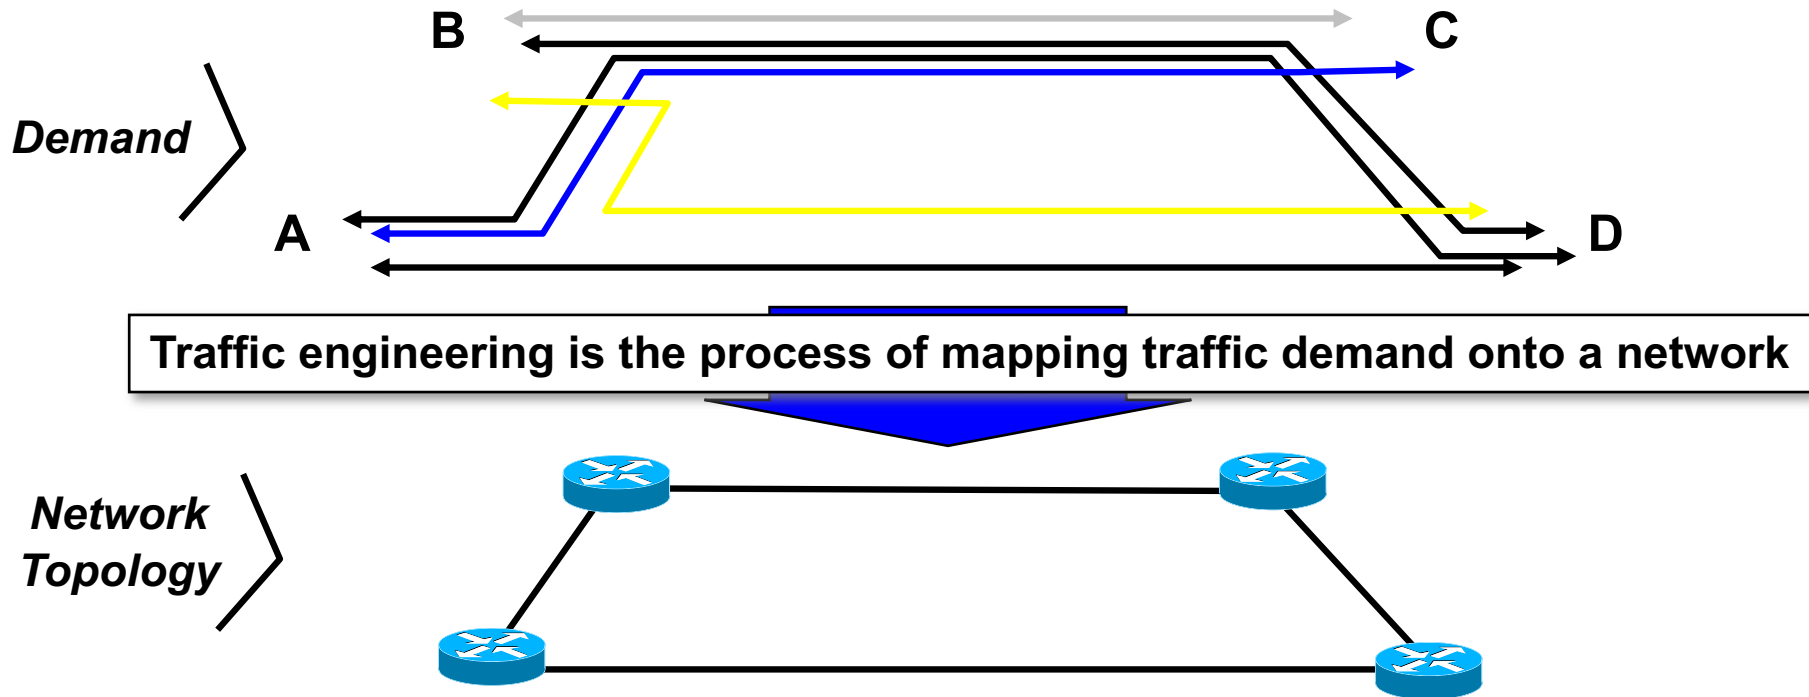 B
C
Demand
A
D
Traffic engineering is the process of mapping traffic demand onto a network
Network
Topology